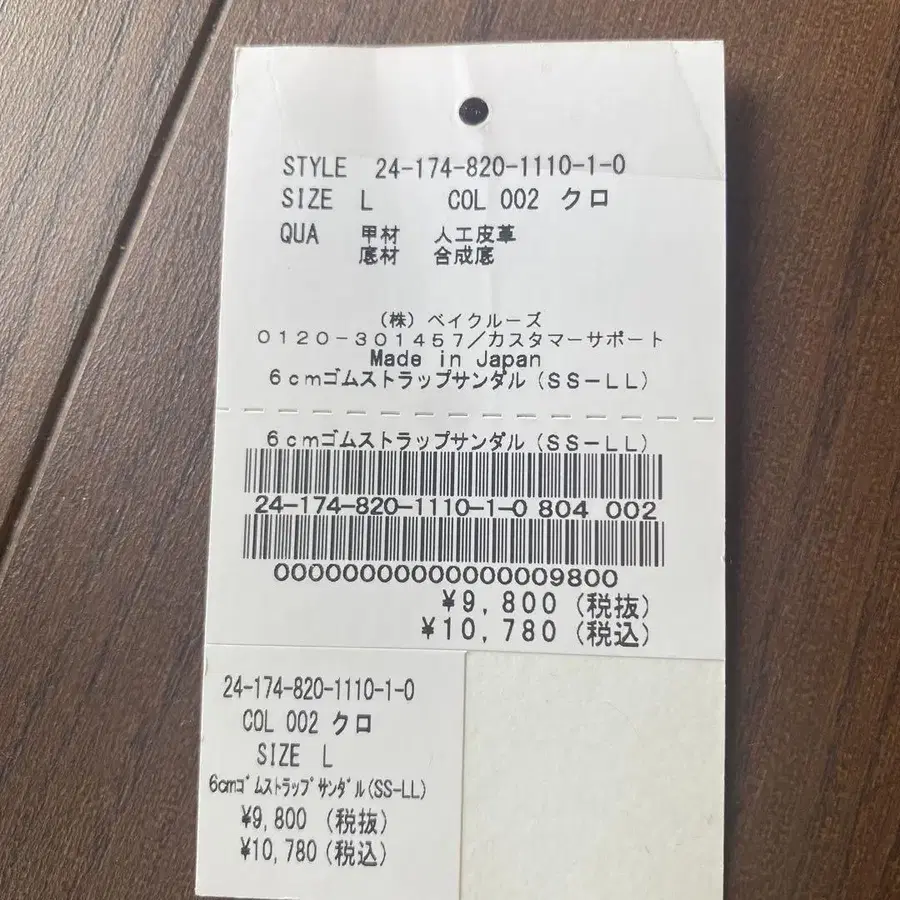 STYLE 24-174-820-1110-1-0
SIZE L COL 002 クロ
QUA 甲材 人工皮革
底材 合成底
（株）ベイクルーズ
０１２０－３０１４５７／カスタマーサポート
Made in Japan
６ｃｍゴムストラップサンダル（ＳＳ－ＬＬ）
６ｃｍゴムストラップサンダル（ＳＳ－ＬＬ）
24-174-820-1110-1-0 804 002
00000000000000009800
¥9,800（税抜）
¥10,780（税込）
24-174-820-1110-1-0
COL 002 クロ
SIZE L
6cmｺﾞﾑｽﾄﾗｯﾌﾟｻﾝﾀﾞﾙ(SS-LL)
¥9,800（税抜）
¥10,780（税込）